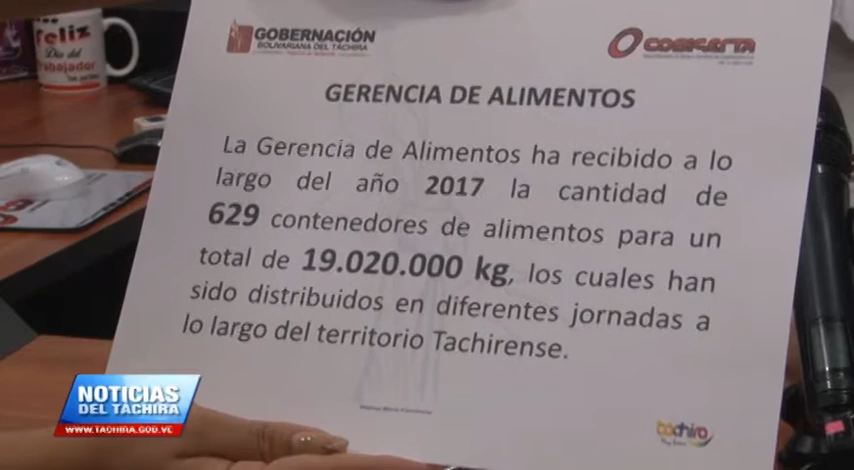 Feliz
Día del
Trabajador
GOBERNACIÓN
BOLIVARIANA DEL TÁCHIRA
GERENCIA DE ALIMENTOS
La Gerencia de Alimentos ha recibido a lo
largo del año 2017 la cantidad de
629 contenedores de alimentos para un
total de 19.020.000 kg, los cuales han
sido distribuidos en diferentes jornadas a
lo largo del territorio Tachirense.
táchira
NOTICIAS
DEL TÁCHIRA
WWW.TACHIRA.GOB.VE